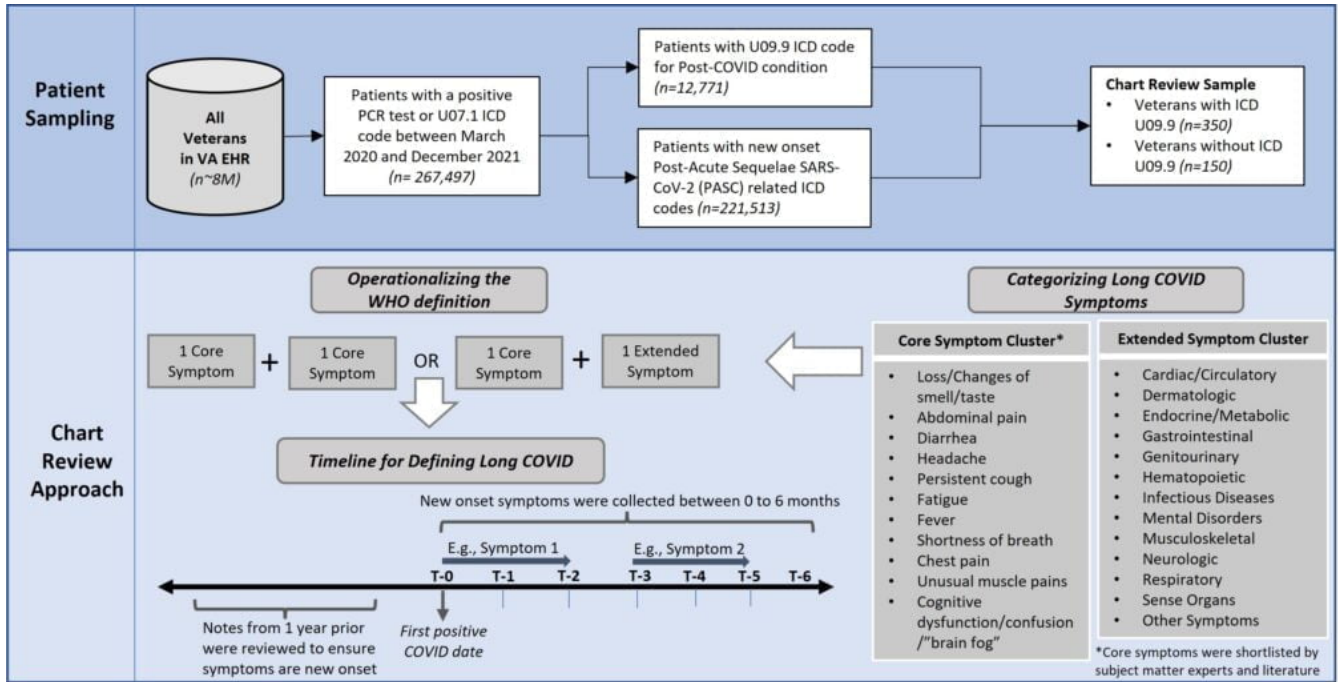 Patient
Sampling
All
Veterans
in VA EHR
(n~8M)
Patients with a positive
PCR test or U07.1 ICD
code between March
2020 and December 2021
(n= 267,497)
Patients with U09.9 ICD code
for Post-COVID condition
(n=12,771)
Patients with new onset
Post-Acute Sequelae SARS-
CoV-2 (PASC) related ICD
codes (n=221,513)
Chart Review Sample
• Veterans with ICD
U09.9 (n=350)
• Veterans without ICD
U09.9 (n=150)
Chart
Review
Approach
Operationalizing the
WHO definition
1 Core
Symptom
+
1 Core
Symptom
OR
1 Core
Symptom
+
1 Extended
Symptom
Categorizing Long COVID
Symptoms
Core Symptom Cluster*
• Loss/Changes of
smell/taste
• Abdominal pain
• Diarrhea
• Headache
• Persistent cough
• Fatigue
• Fever
• Shortness of breath
• Chest pain
• Unusual muscle pains
• Cognitive
dysfunction/confusion
/"brain fog"
Extended Symptom Cluster
• Cardiac/Circulatory
• Dermatologic
• Endocrine/Metabolic
• Gastrointestinal
• Genitourinary
• Hematopoietic
• Infectious Diseases
• Mental Disorders
• Musculoskeletal
• Neurologic
• Respiratory
• Sense Organs
• Other Symptoms
*Core symptoms were shortlisted by
subject matter experts and literature
Timeline for Defining Long COVID
New onset symptoms were collected between 0 to 6 months
E.g., Symptom 1
E.g., Symptom 2
T-0 T-1 T-2 T-3 T-4 T-5 T-6
Notes from 1 year prior
were reviewed to ensure
symptoms are new onset
First positive
COVID date